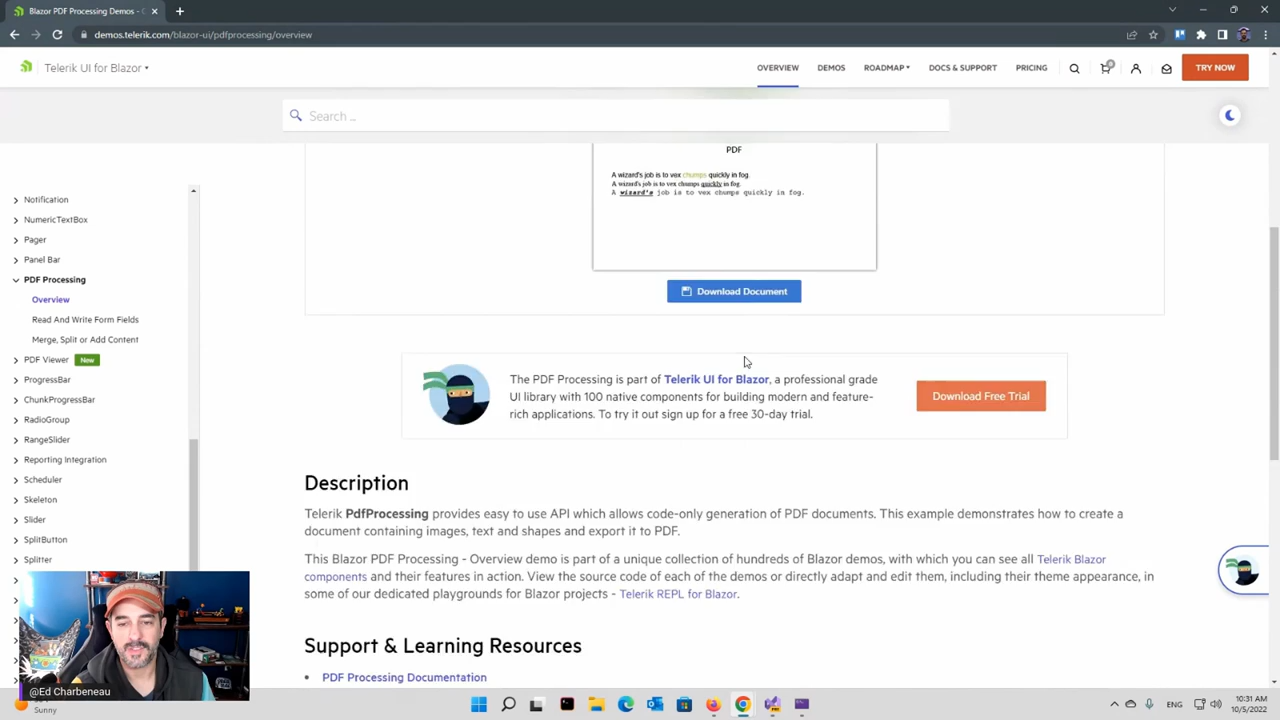 Blazor PDF Processing Demos - 
demos.telerik.com/blazor-ui/pdfprocessing/overview
Telerik UI for Blazor
OVERVIEW
DEMOS
ROADMAP
DOCS & SUPPORT
PRICING
0
TRY NOW
Search ...
Notification
NumericTextBox
Pager
Panel Bar
PDF Processing
Overview
Read And Write Form Fields
Merge, Split or Add Content
PDF Viewer New
ProgressBar
ChunkProgressBar
RadioGroup
RangeSlider
Reporting Integration
Scheduler
Skeleton
Slider
SplitButton
Splitter
PDF
A wizard's job is to vex chumps quickly in fog.
A wizard's job is to vex chumps quickly in fog.
A wizard's job is to vex chumps quickly in fog.
Download Document
The PDF Processing is part of Telerik UI for Blazor, a professional grade
UI library with 100 native components for building modern and feature-
rich applications. To try it out sign up for a free 30-day trial.
Download Free Trial
Description
Telerik PdfProcessing provides easy to use API which allows code-only generation of PDF documents. This example demonstrates how to create a
document containing images, text and shapes and export it to PDF.
This Blazor PDF Processing - Overview demo is part of a unique collection of hundreds of Blazor demos, with which you can see all Telerik Blazor
components and their features in action. View the source code of each of the demos or directly adapt and edit them, including their theme appearance, in
some of our dedicated playgrounds for Blazor projects - Telerik REPL for Blazor.
Support & Learning Resources
PDF Processing Documentation
@Ed Charbeneau
Sunny
ENG
10:31 AM
10/5/2022